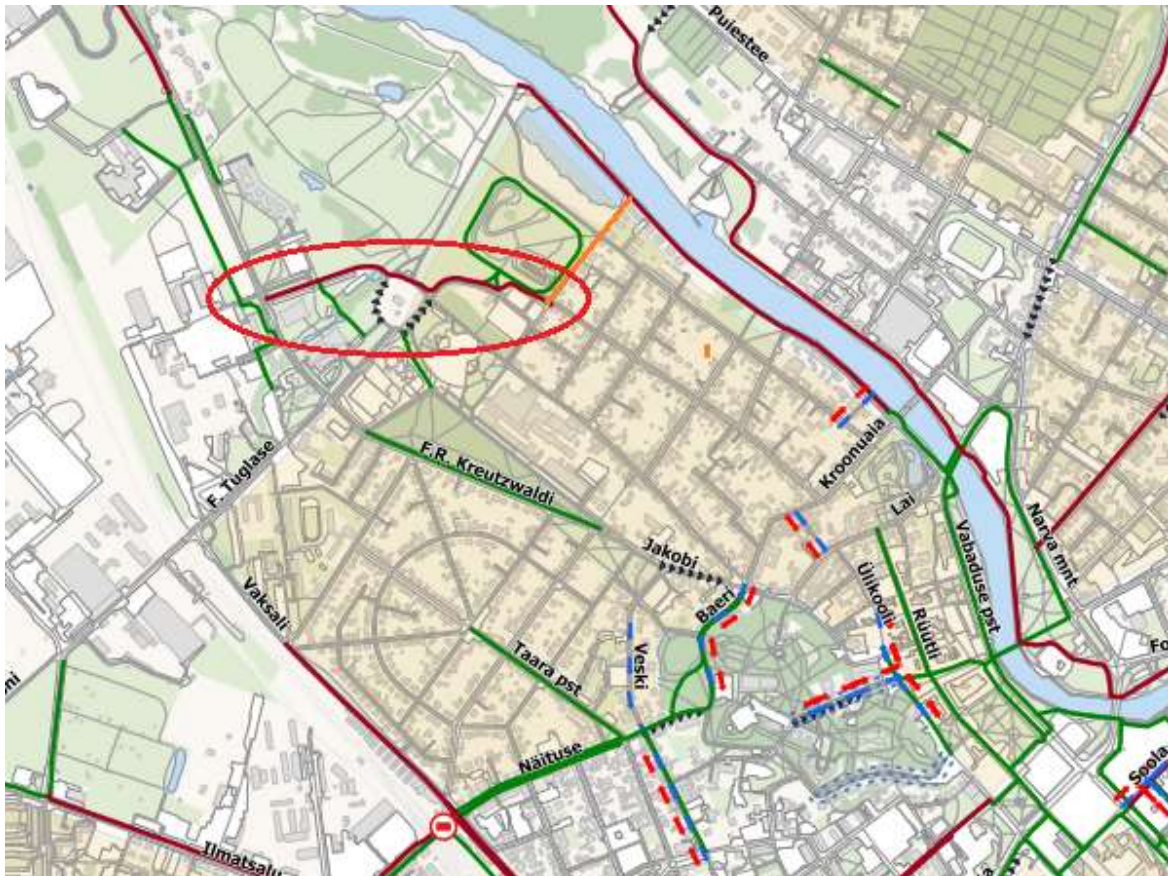 Puiestee
F. Tuglase
F.R. Kreutzwaldi
Kroonuaia
Lai
Jakobi
Narva mnt
Vabaduse pst
Vaksali
Baeri
Ülikooli
Rüütli
Taara pst
Veski
Näituse
Ilmatsalu